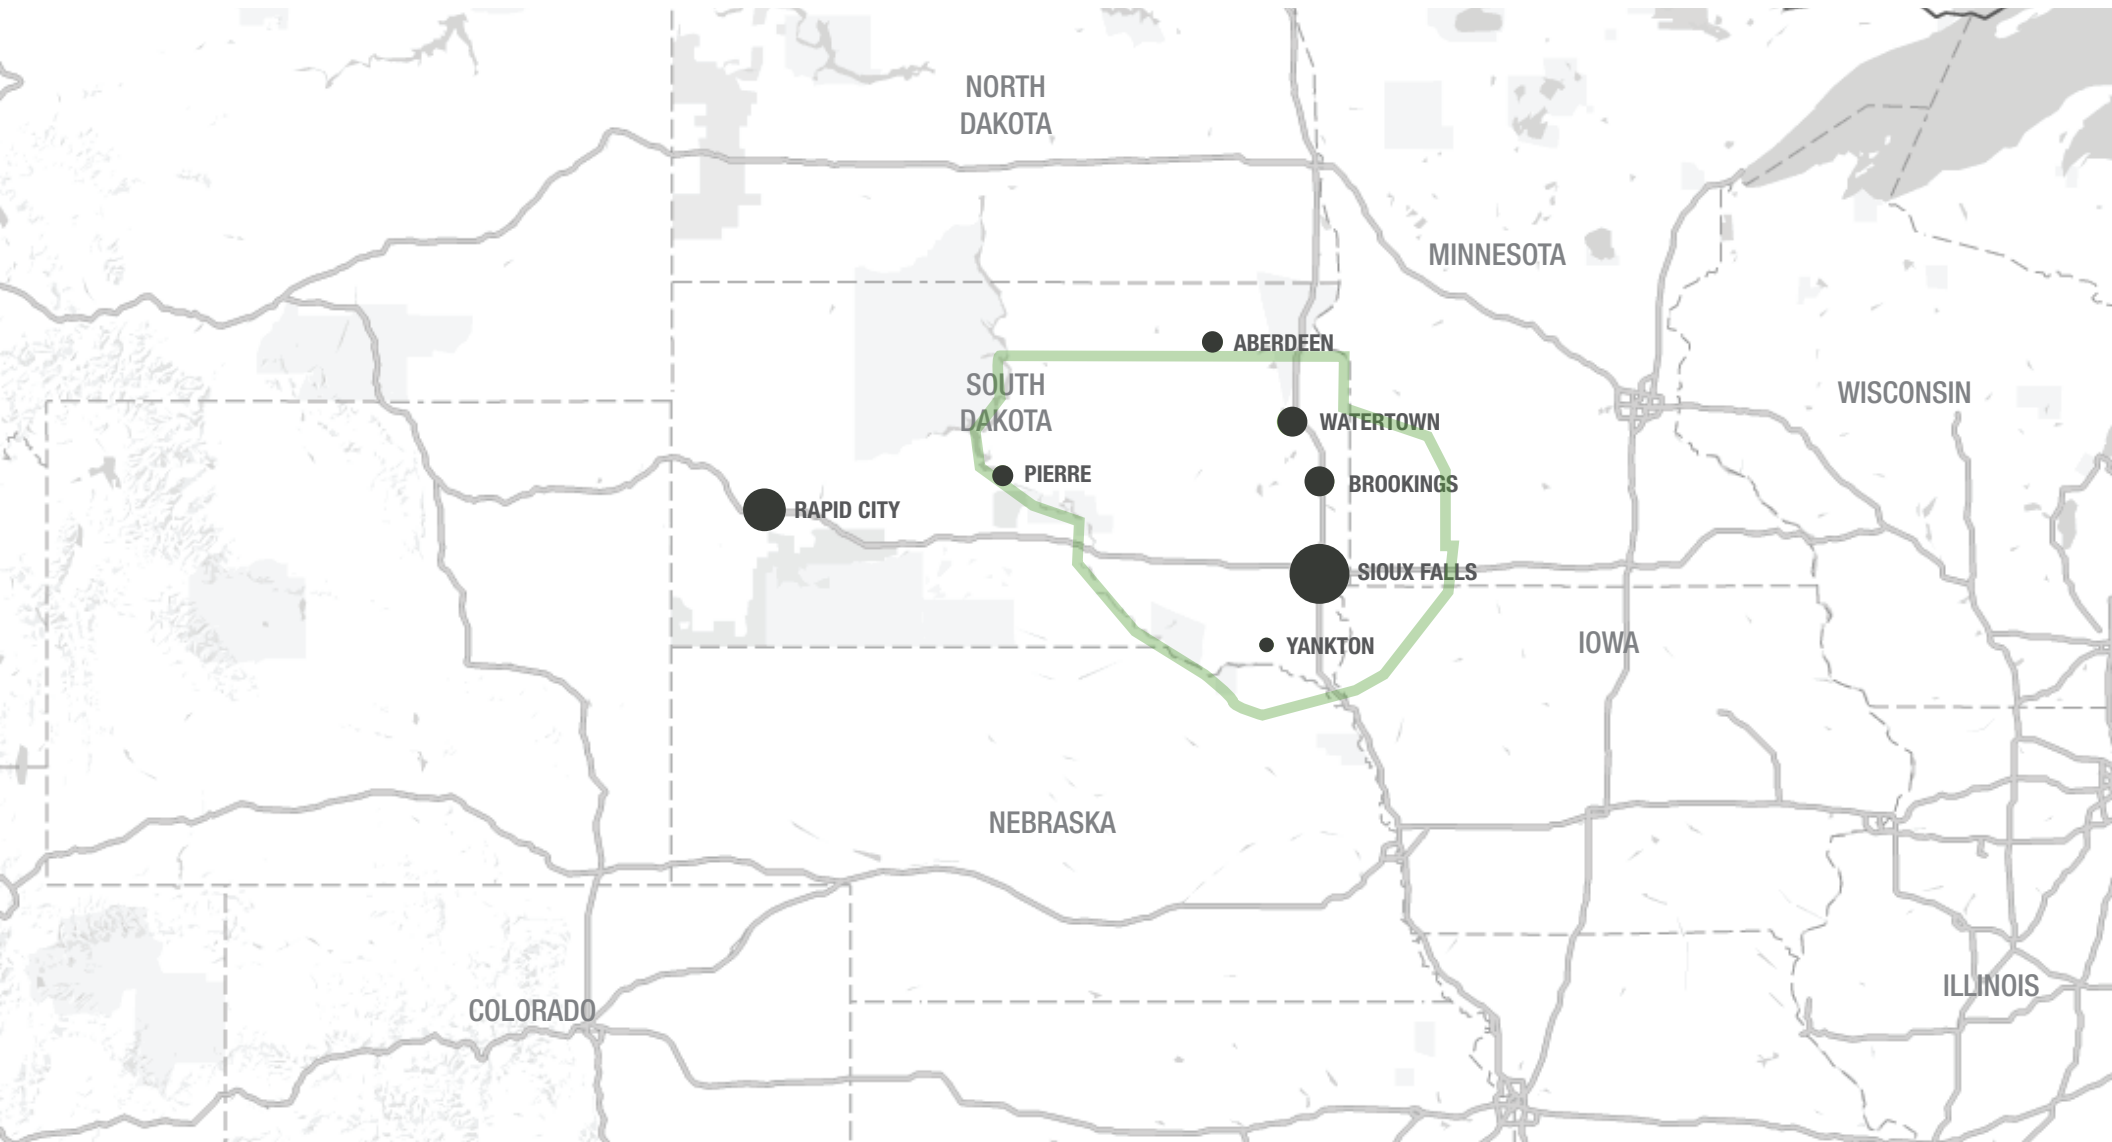 NORTH
DAKOTA
MINNESOTA
ABERDEEN
SOUTH
DAKOTA
WISCONSIN
WATERTOWN
PIERRE
BROOKINGS
RAPID CITY
SIOUX FALLS
YANKTON
IOWA
NEBRASKA
ILLINOIS
COLORADO